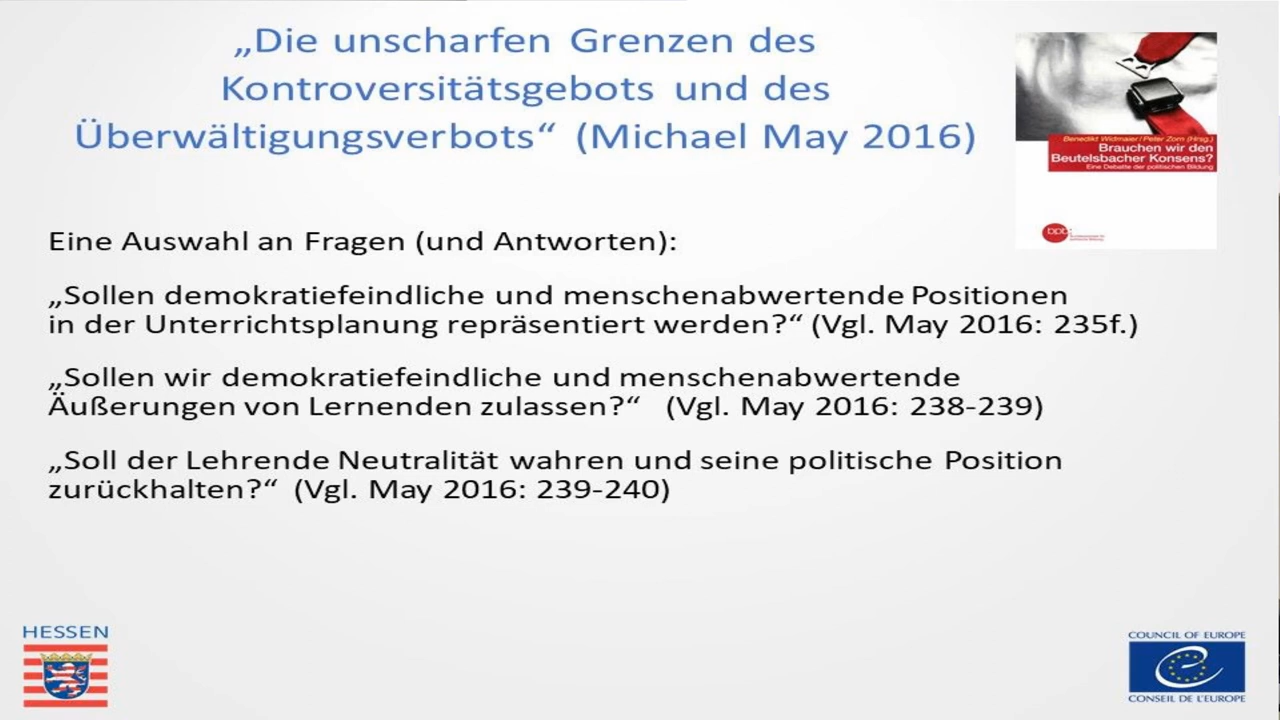 „Die unscharfen Grenzen des
Kontroversitätsgebots und des
Überwältigungsverbots“ (Michael May 2016)
Benedikt Widmaier / Peter Zorn (Hrsg.)
Brauchen wir den
Beutelsbacher Konsens?
Eine Debatte der politischen Bildung
bpb:
Eine Auswahl an Fragen (und Antworten):
„Sollen demokratiefeindliche und menschenabwertende Positionen
in der Unterrichtsplanung repräsentiert werden?“ (Vgl. May 2016: 235f.)
„Sollen wir demokratiefeindliche und menschenabwertende
Äußerungen von Lernenden zulassen?“ (Vgl. May 2016: 238-239)
„Soll der Lehrende Neutralität wahren und seine politische Position
zurückhalten?“ (Vgl. May 2016: 239-240)
HESSEN
COUNCIL OF EUROPE
CONSEIL DE L'EUROPE